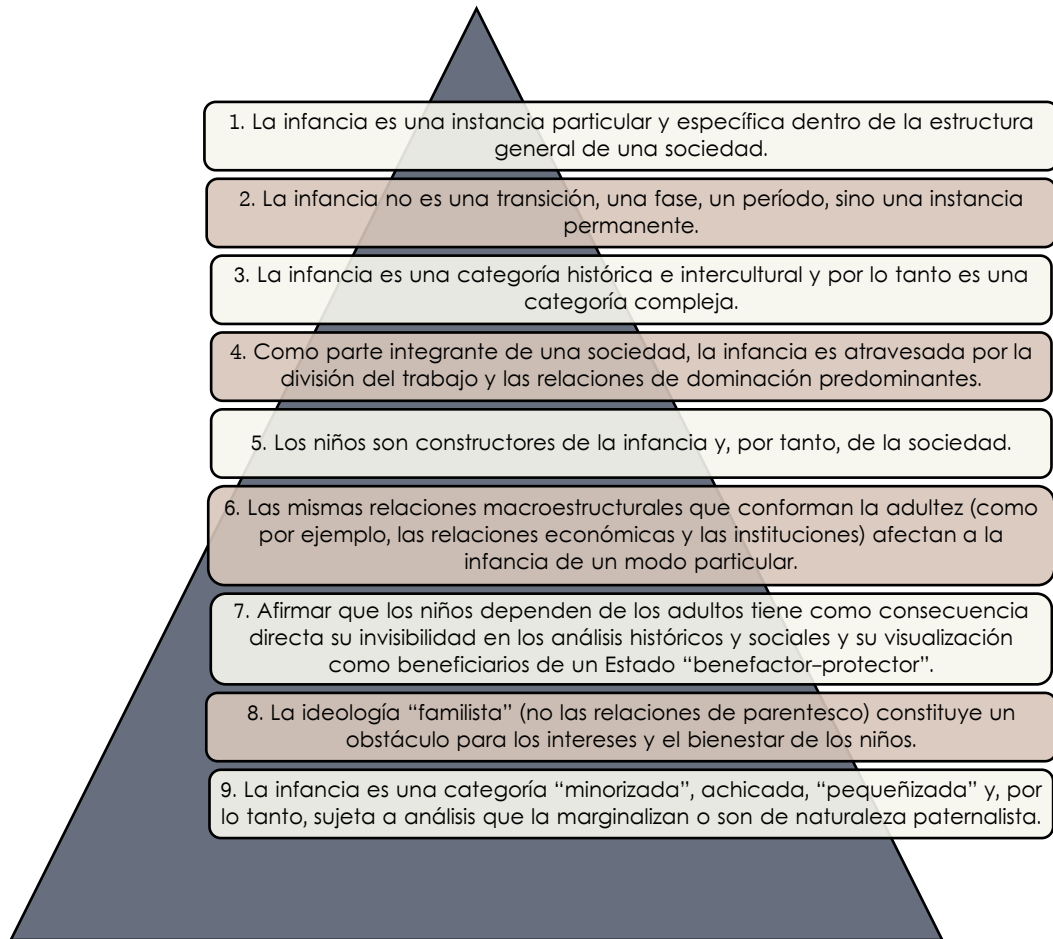 1. La infancia es una instancia particular y específica dentro de la estructura
general de una sociedad.
2. La infancia no es una transición, una fase, un período, sino una instancia
permanente.
3. La infancia es una categoría histórica e intercultural y por lo tanto es una
categoría compleja.
4. Como parte integrante de una sociedad, la infancia es atravesada por la
división del trabajo y las relaciones de dominación predominantes.
5. Los niños son constructores de la infancia y, por tanto, de la sociedad.
6. Las mismas relaciones macroestructurales que conforman la adultez (como
por ejemplo, las relaciones económicas y las instituciones) afectan a la
infancia de un modo particular.
7. Afirmar que los niños dependen de los adultos tiene como consecuencia
directa su invisibilidad en los análisis históricos y sociales y su visualización
como beneficiarios de un Estado “benefactor-protector”.
8. La ideología “familista” (no las relaciones de parentesco) constituye un
obstáculo para los intereses y el bienestar de los niños.
9. La infancia es una categoría “minorizada”, achicada, “pequeñizada” y, por
lo tanto, sujeta a análisis que la marginalizan o son de naturaleza paternalista.